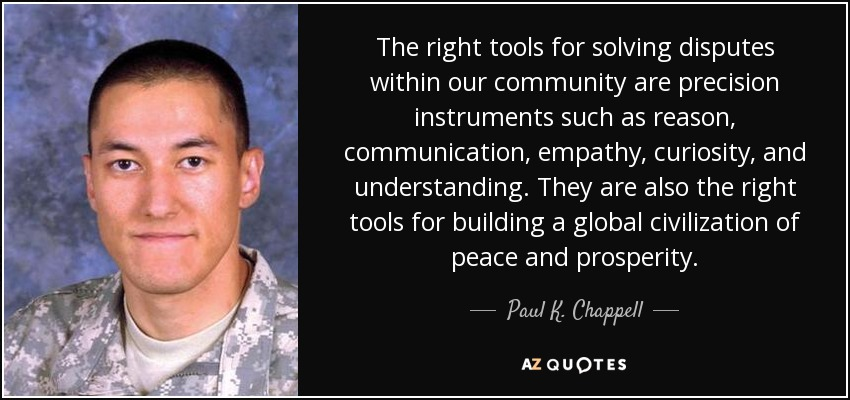 The right tools for solving disputes
within our community are precision
instruments such as reason,
communication, empathy, curiosity, and
understanding. They are also the right
tools for building a global civilization of
peace and prosperity.
Paul K. Chappell
AZ QUOTES